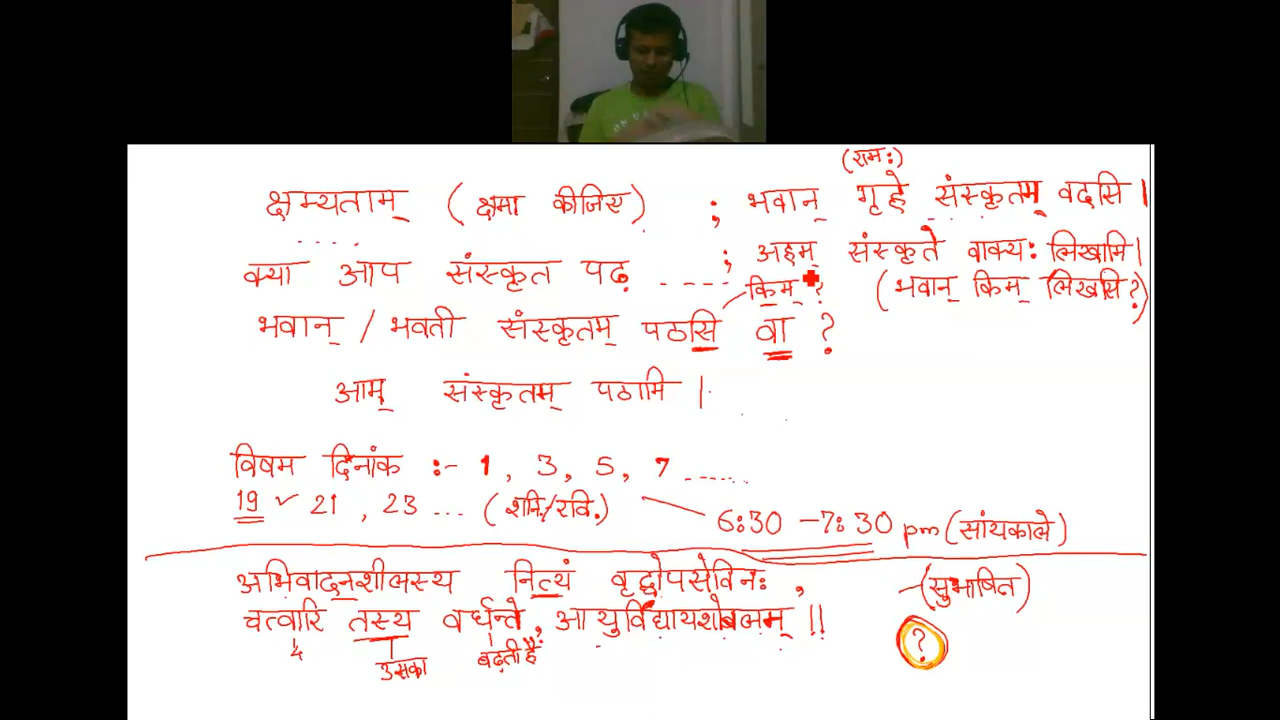 (रामः)
क्षम्यताम् (क्षमा कीजिए) ; भवान् गृहे संस्कृतम् वदसि ।
क्या आप संस्कृत पढ़ ..... ; अहम् संस्कृते वाक्यः लिखामि ।
किम् ? (भवान् किम् लिखसि ?)
भवान् / भवती संस्कृतम् पठसि वा ?
आम् संस्कृतम् पठामि ।
विषम दिनांक :- 1, 3, 5, 7 ......
19 ✓ 21 , 23 ... (शनि./रवि.) 6:30 - 7:30 pm (सांयकाले)
अभिवादनशीलस्य नित्यं वृद्धोपसेविनः , - (सुभाषित)
चत्वारि तस्य वर्धन्ते, आयुर्विद्यायशोबलम् !! ?
4 उसका बढ़ती है ?